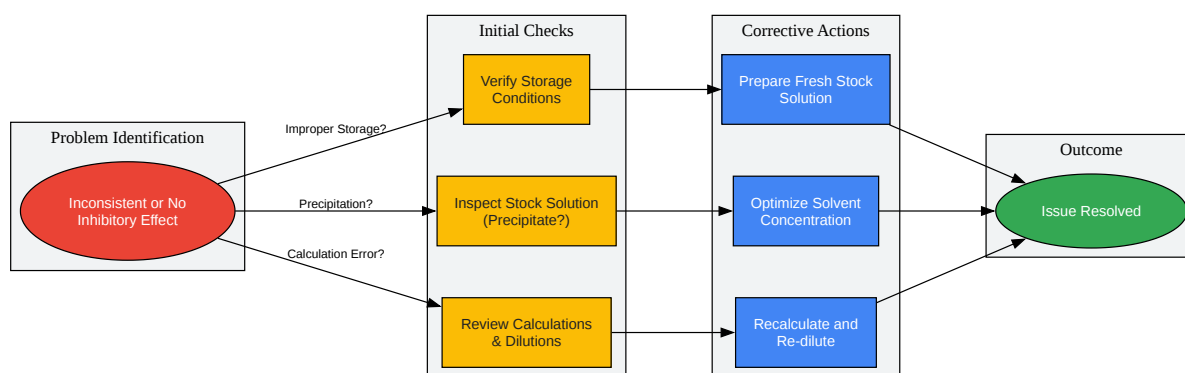 Problem Identification
Inconsistent or No
Inhibitory Effect
Improper Storage?
Precipitation?
Calculation Error?
Initial Checks
Verify Storage
Conditions
Inspect Stock Solution
(Precipitate?)
Review Calculations
& Dilutions
Corrective Actions
Prepare Fresh Stock
Solution
Optimize Solvent
Concentration
Recalculate and
Re-dilute
Outcome
Issue Resolved